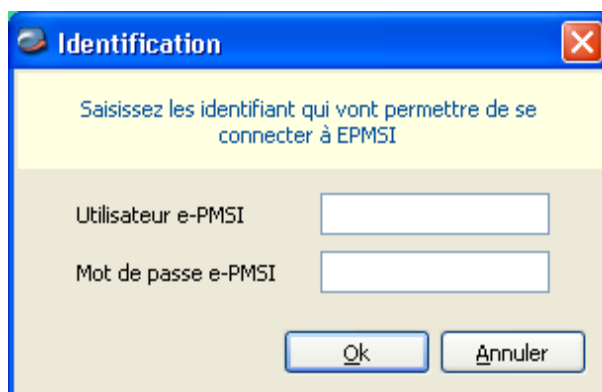 Identification
Saisissez les identifiant qui vont permettre de se
connecter à EPMSI
Utilisateur e-PMSI
Mot de passe e-PMSI
Ok
Annuler